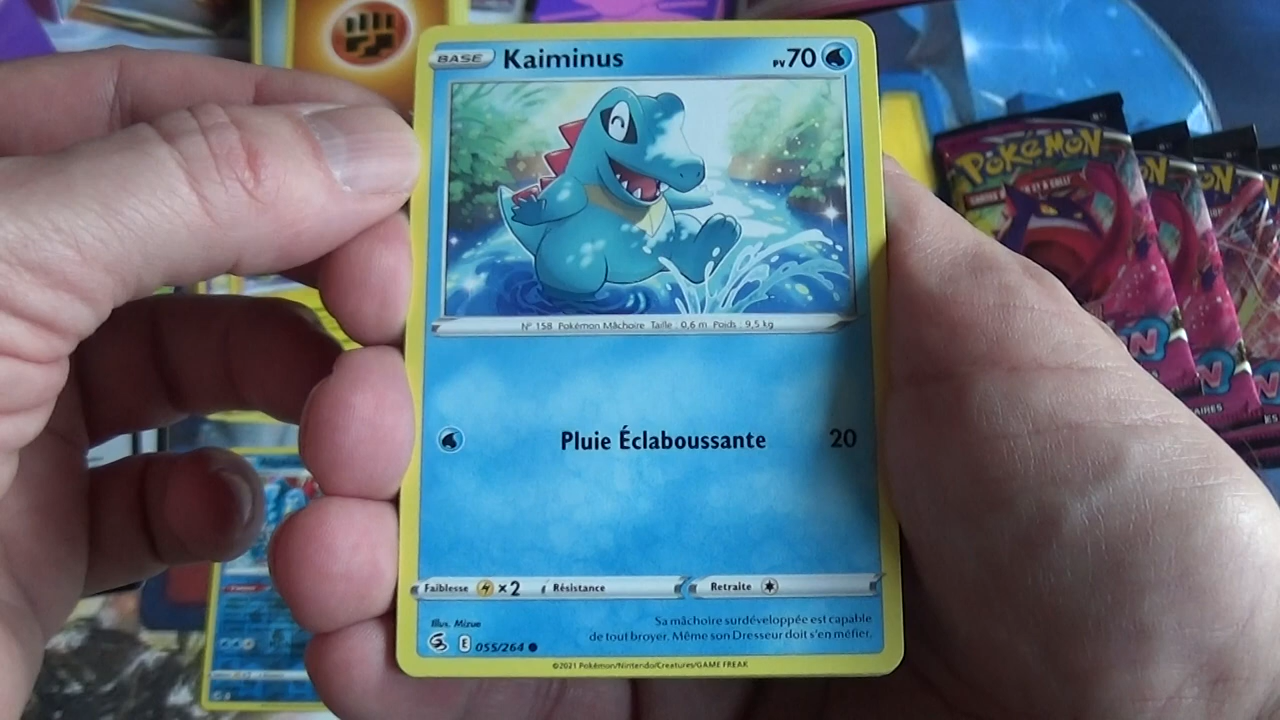 BASE Kaiminus PV 70
N° 158 Pokémon Mâchoire Taille : 0,6 m Poids : 9,5 kg
Pluie Éclaboussante 20
Faiblesse ×2 Résistance Retraite
Sa mâchoire surdéveloppée est capable
de tout broyer. Même son Dresseur doit s'en méfier.
Illus. Mizue
E 055/264
©2021 Pokémon/Nintendo/Creatures/GAME FREAK
POKÉMON